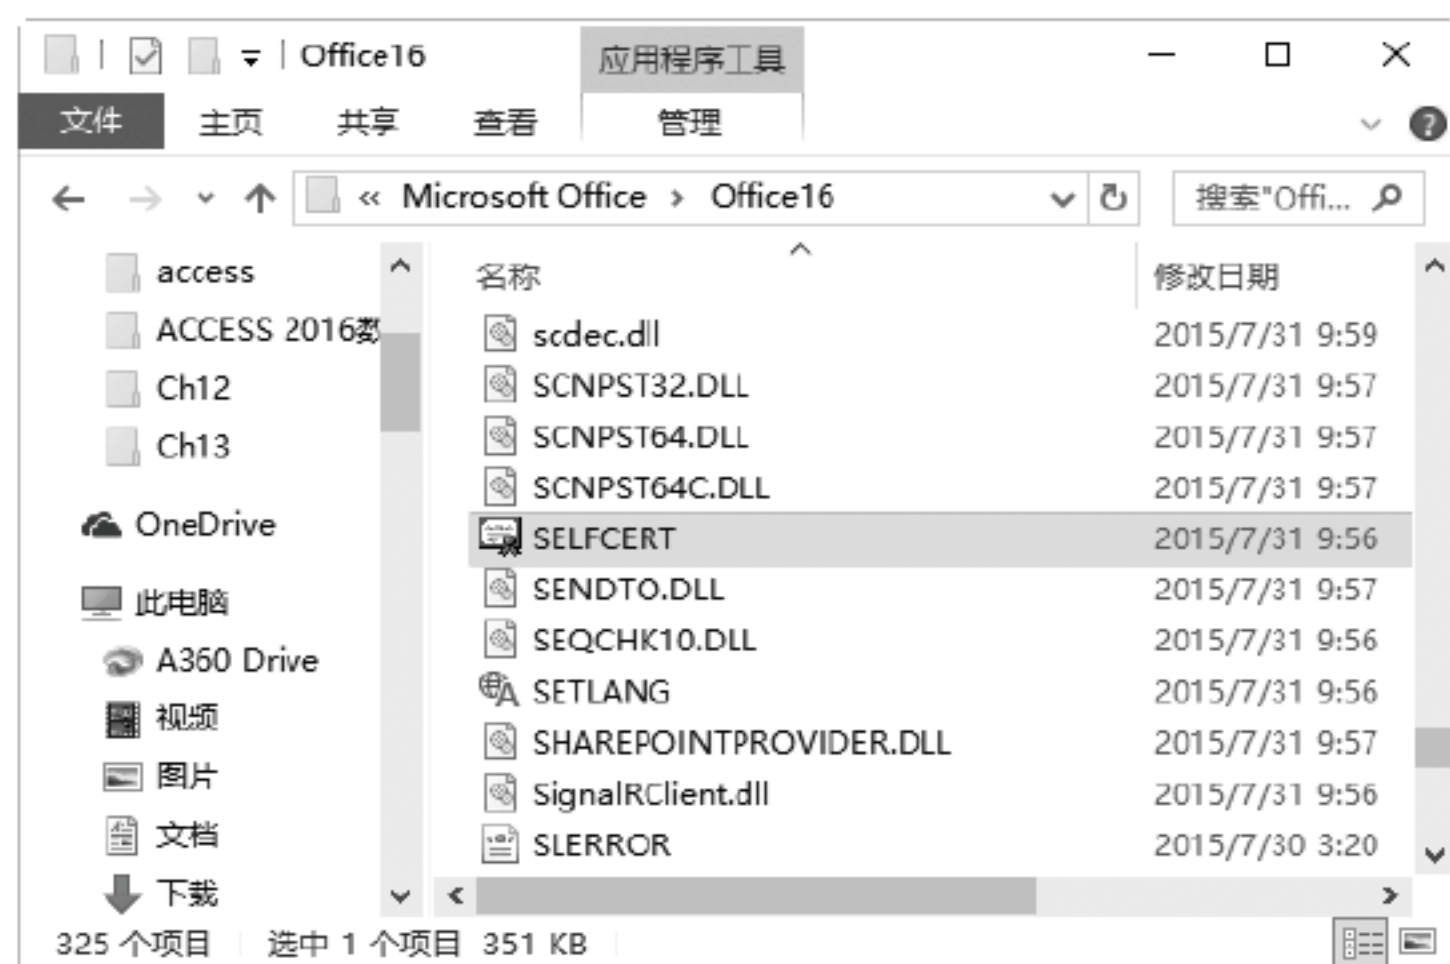 Office16 应用程序工具
文件 主页 共享 查看 管理
« Microsoft Office › Office16 搜索"Offi...
access
ACCESS 2016数
Ch12
Ch13
OneDrive
此电脑
A360 Drive
视频
图片
文档
下载
名称 修改日期
scdec.dll 2015/7/31 9:59
SCNPST32.DLL 2015/7/31 9:57
SCNPST64.DLL 2015/7/31 9:57
SCNPST64C.DLL 2015/7/31 9:57
SELFCERT 2015/7/31 9:56
SENDTO.DLL 2015/7/31 9:57
SEQCHK10.DLL 2015/7/31 9:56
SETLANG 2015/7/31 9:56
SHAREPOINTPROVIDER.DLL 2015/7/31 9:57
SignalRClient.dll 2015/7/31 9:56
SLERROR 2015/7/30 3:20
325 个项目 选中 1 个项目 351 KB